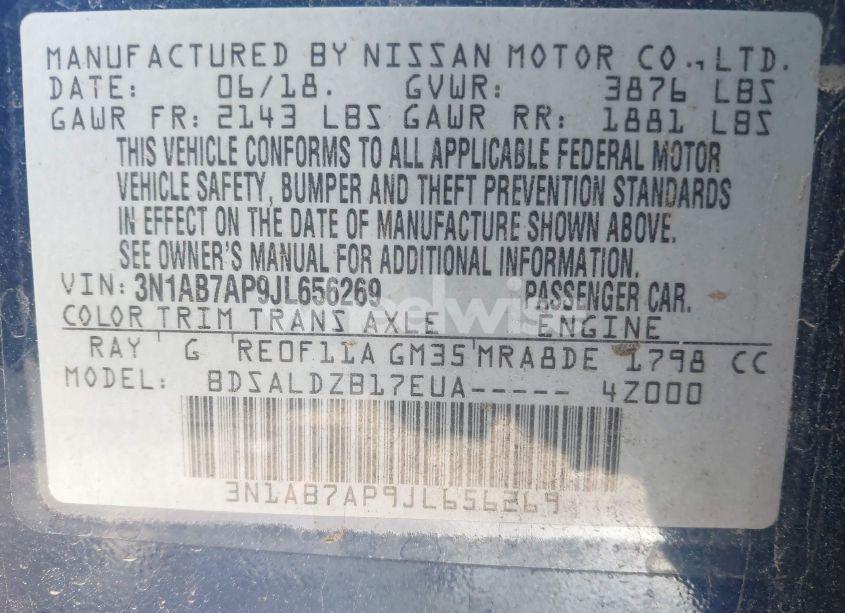 MANUFACTURED BY NISSAN MOTOR CO., LTD.
DATE: 06/18. GVWR: 3876 LBS
GAWR FR: 2143 LBS GAWR RR: 1881 LBS
THIS VEHICLE CONFORMS TO ALL APPLICABLE FEDERAL MOTOR
VEHICLE SAFETY, BUMPER AND THEFT PREVENTION STANDARDS
IN EFFECT ON THE DATE OF MANUFACTURE SHOWN ABOVE.
SEE OWNER'S MANUAL FOR ADDITIONAL INFORMATION.
VIN: 3N1AB7AP9JL656269 PASSENGER CAR.
COLOR TRIM TRANS AXLE ENGINE
RAY G RE0F11A GM35 MRA8DE 1798 CC
MODEL: BDSALDZB17EUA----- 4Z000
3N1AB7AP9JL656269